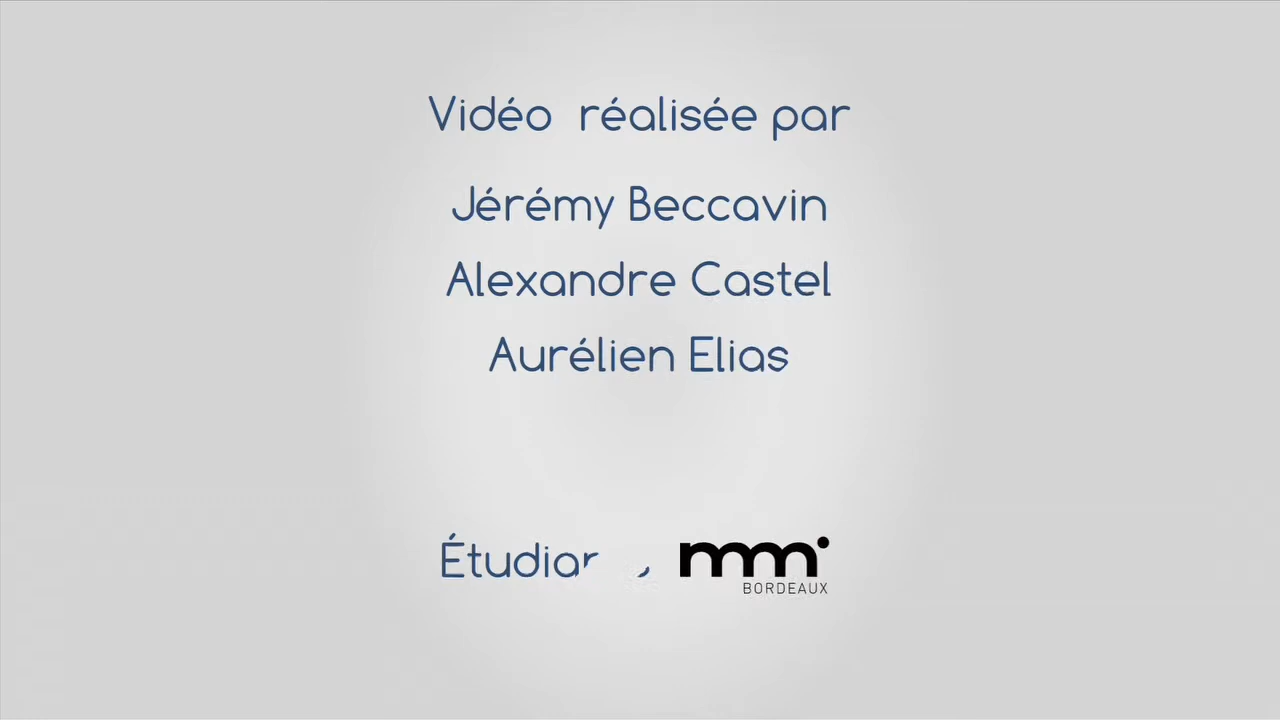 Vidéo réalisée par
Jérémy Beccavin
Alexandre Castel
Aurélien Elias
mmi
BORDEAUX